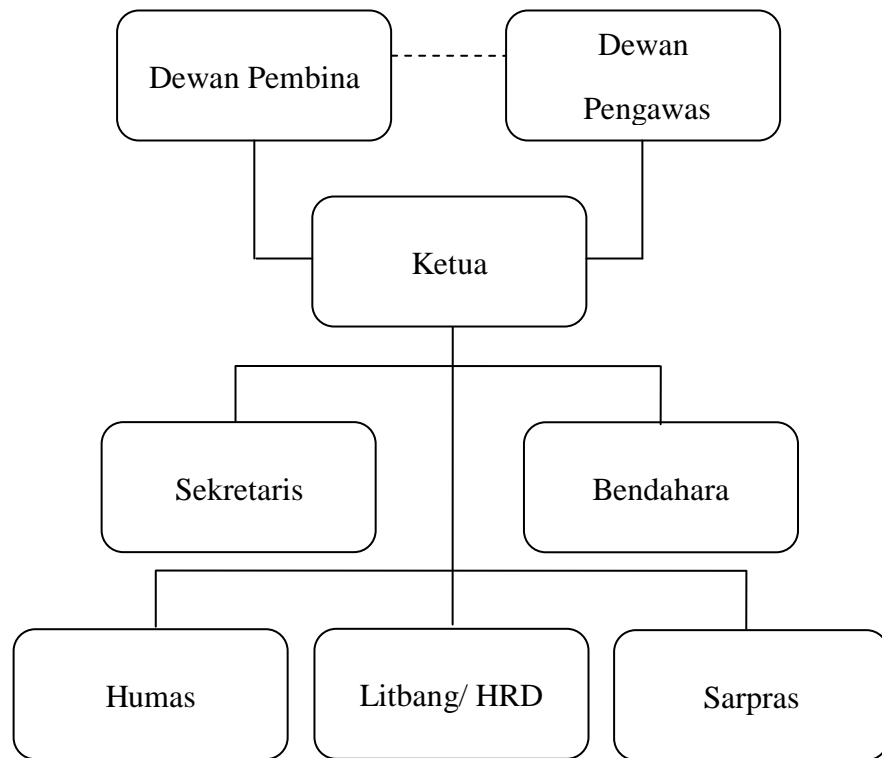 Dewan Pembina
Dewan
Pengawas
Ketua
Sekretaris
Bendahara
Humas
Litbang/ HRD
Sarpras